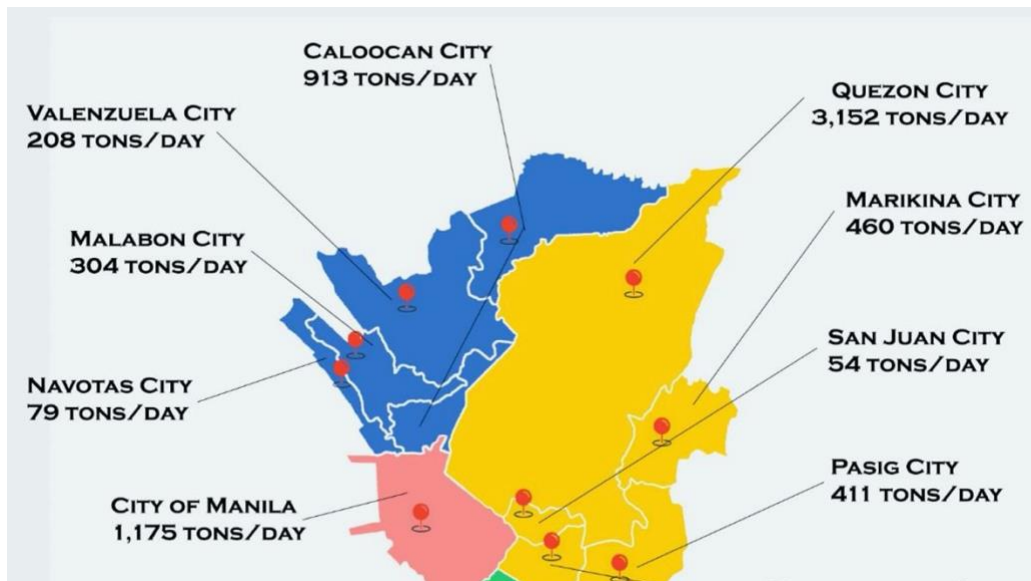 CALOOCAN CITY
913 TONS/DAY
QUEZON CITY
3,152 TONS/DAY
VALENZUELA CITY
208 TONS/DAY
MARIKINA CITY
460 TONS/DAY
MALABON CITY
304 TONS/DAY
SAN JUAN CITY
54 TONS/DAY
NAVOTAS CITY
79 TONS/DAY
PASIG CITY
411 TONS/DAY
CITY OF MANILA
1,175 TONS/DAY